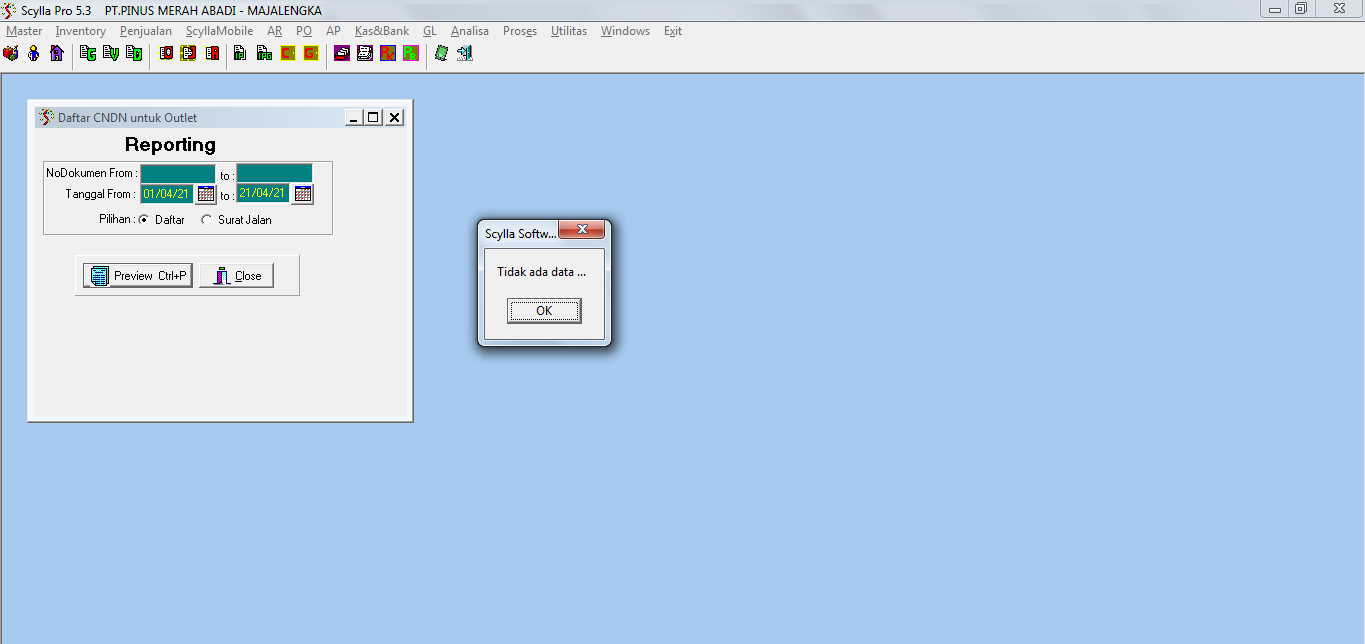 Scylla Pro 5.3 PT.PINUS MERAH ABADI - MAJALENGKA
Master Inventory Penjualan ScyllaMobile AR PO AP Kas&Bank GL Analisa Proses Utilitas Windows Exit
Daftar CNDN untuk Outlet
Reporting
NoDokumen From : to :
Tanggal From : 01/04/21 to : 21/04/21
Pilihan : Daftar Surat Jalan
Preview Ctrl+P Close
Scylla Softw...
Tidak ada data ...
OK